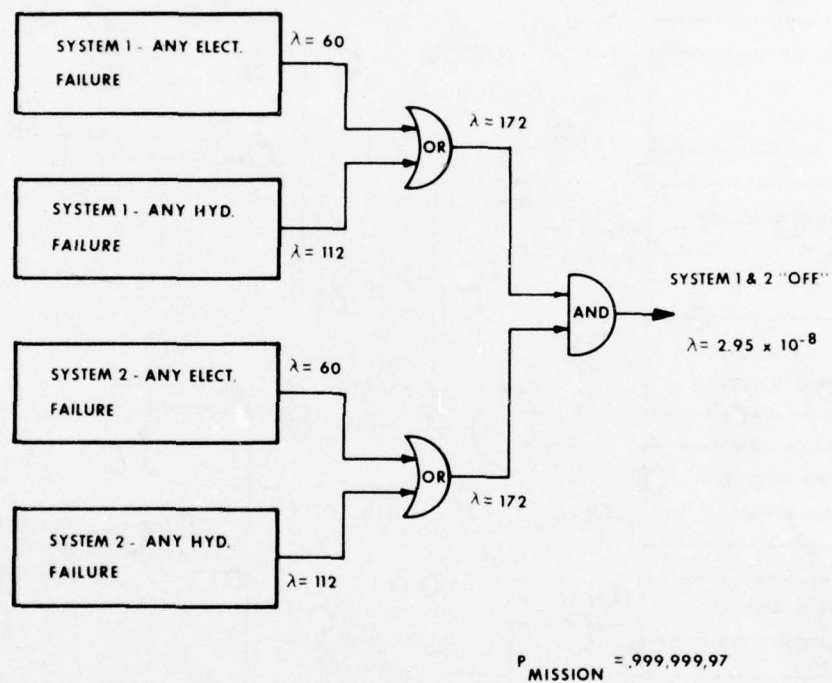 SYSTEM 1 - ANY ELECT.
FAILURE
λ = 60
SYSTEM 1 - ANY HYD.
FAILURE
λ = 112
OR
λ = 172
SYSTEM 2 - ANY ELECT.
FAILURE
λ = 60
SYSTEM 2 - ANY HYD.
FAILURE
λ = 112
OR
λ = 172
AND
SYSTEM 1 & 2 "OFF"
λ = 2.95 x 10⁻⁸
P MISSION = .999,999,97